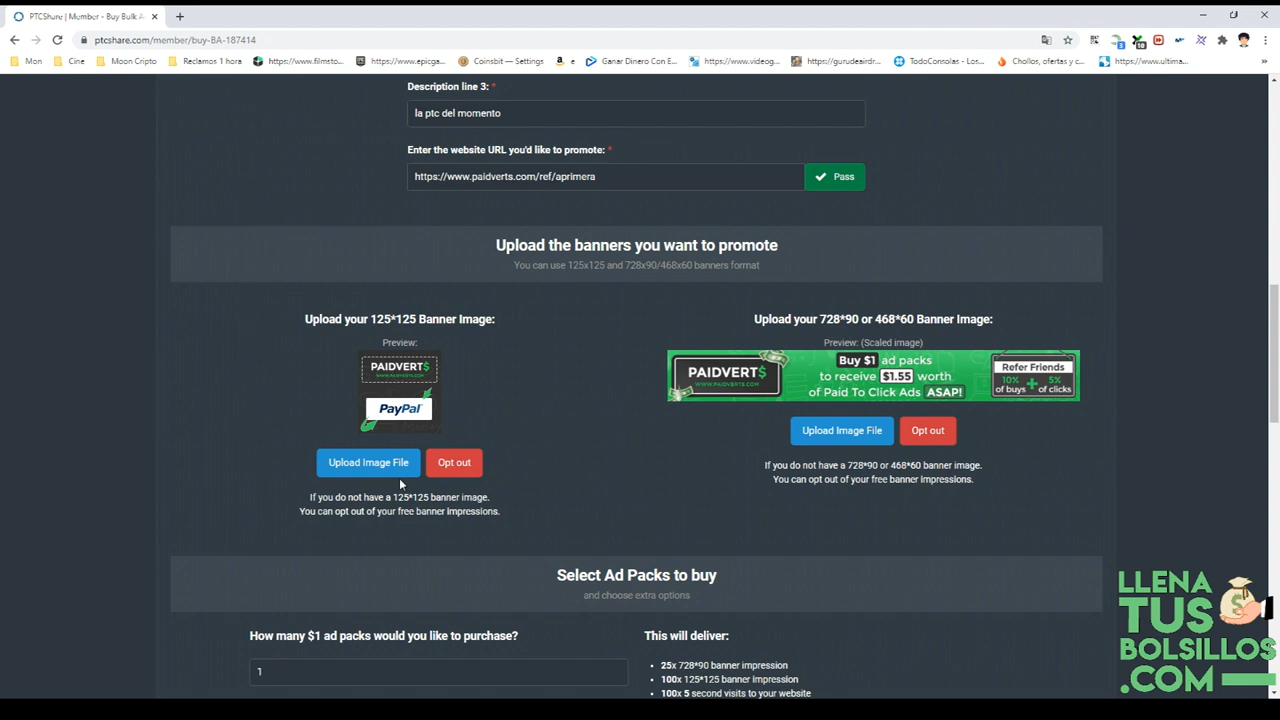 PTCShare | Member - Buy Bulk A
ptcshare.com/member/buy-BA-187414
Mon
Cine
Moon Cripto
Reclamos 1 hora
https://www.filmsto...
https://www.epicga...
Coinsbit — Settings
e
Ganar Dinero Con E...
https://www.videog...
https://gurudeairdr...
TodoConsolas - Los...
Chollos, ofertas y c...
https://www.ultima...
»
Description line 3: *
la ptc del momento
Enter the website URL you'd like to promote: *
https://www.paidverts.com/ref/aprimera
Pass
Upload the banners you want to promote
You can use 125x125 and 728x90/468x60 banners format
Upload your 125*125 Banner Image:
Preview:
PAIDVERT$
WWW.PAIDVERTS.COM
PayPal
Upload Image File
Opt out
If you do not have a 125*125 banner image.
You can opt out of your free banner impressions.
Upload your 728*90 or 468*60 Banner Image:
Preview: (Scaled image)
PAIDVERT$
WWW.PAIDVERTS.COM
Buy $1 ad packs
to receive $1.55 worth
of Paid To Click Ads ASAP!
Refer Friends
10% + 5%
of buys of clicks
Upload Image File
Opt out
If you do not have a 728*90 or 468*60 banner image.
You can opt out of your free banner impressions.
Select Ad Packs to buy
and choose extra options
How many $1 ad packs would you like to purchase?
1
This will deliver:
25x 728*90 banner impression
100x 125*125 banner impression
100x 5 second visits to your website
LLENA
TUS
BOLSILLOS
.COM